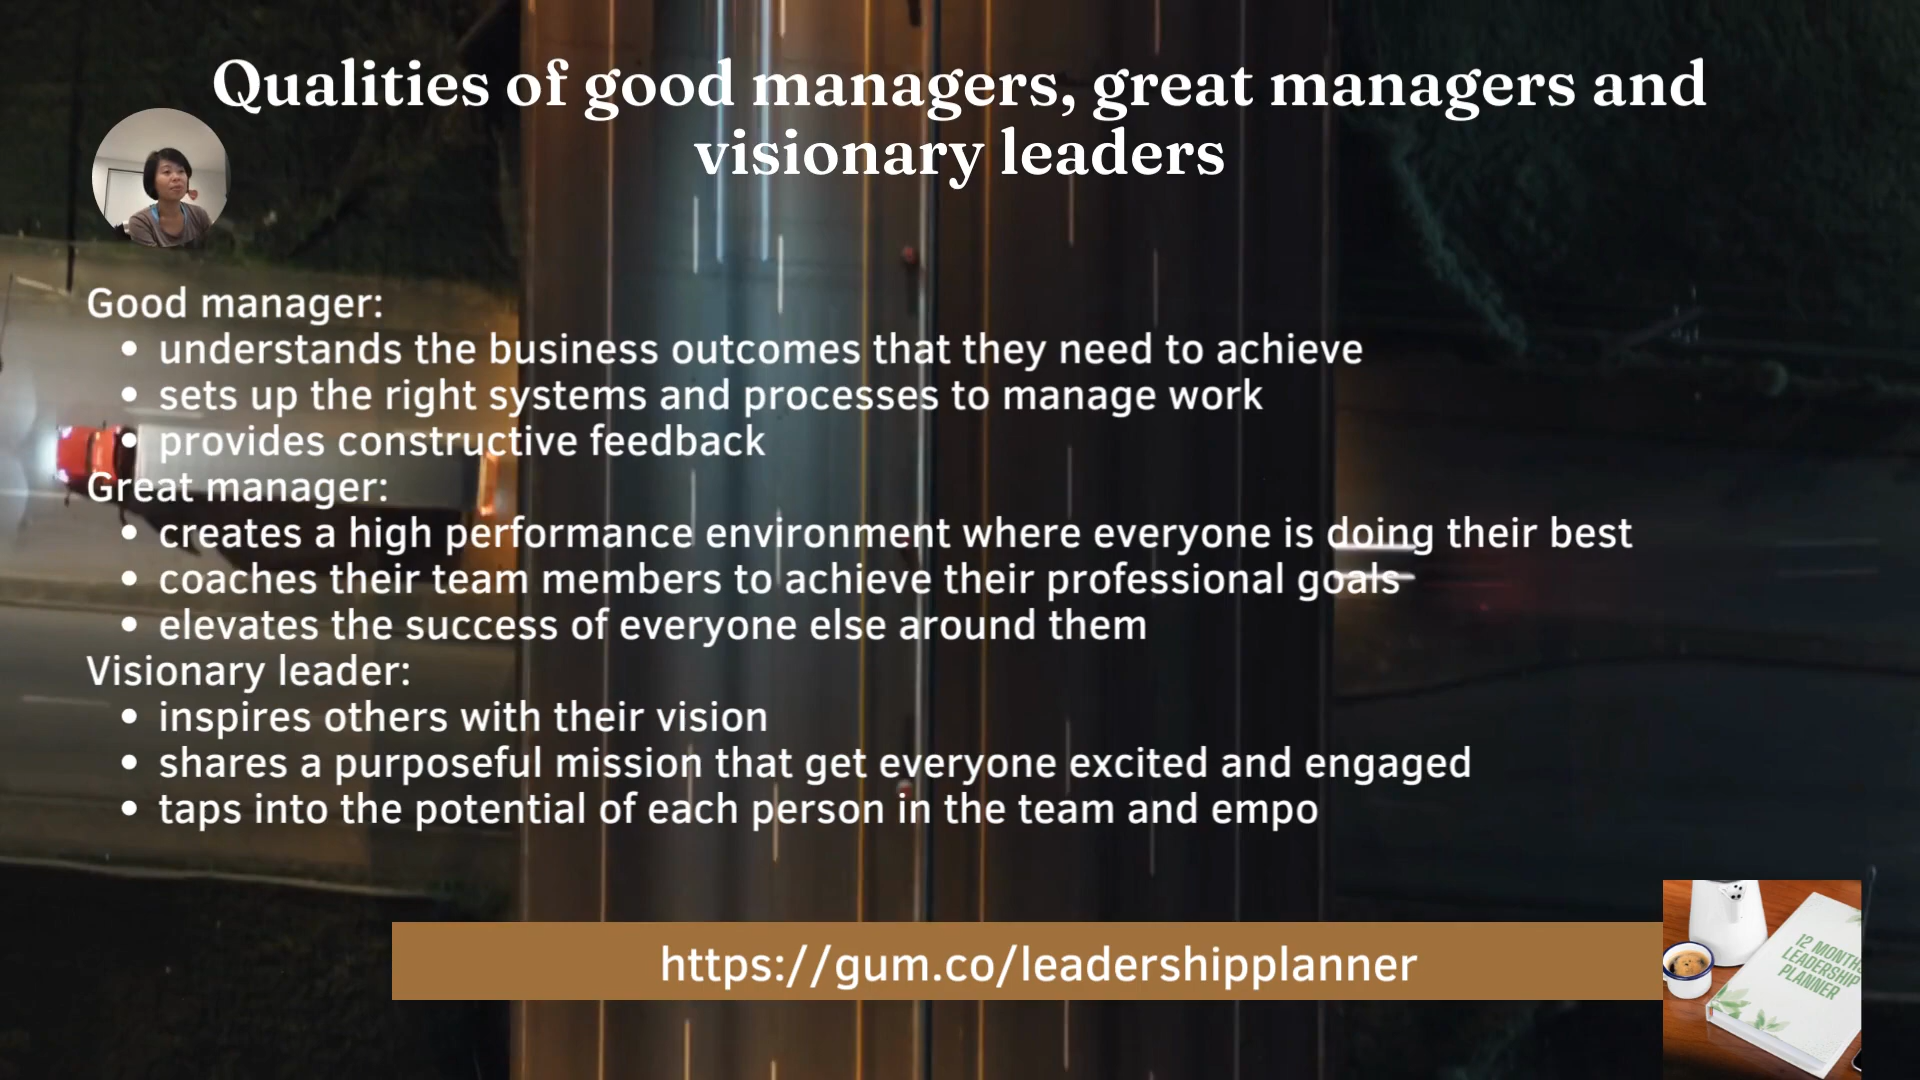 Qualities of good managers, great managers and
visionary leaders
Good manager:
• understands the business outcomes that they need to achieve
• sets up the right systems and processes to manage work
• provides constructive feedback
Great manager:
• creates a high performance environment where everyone is doing their best
• coaches their team members to achieve their professional goals
• elevates the success of everyone else around them
Visionary leader:
• inspires others with their vision
• shares a purposeful mission that get everyone excited and engaged
• taps into the potential of each person in the team and empo
https://gum.co/leadershipplanner
12 MONTHS
LEADERSHIP
PLANNER